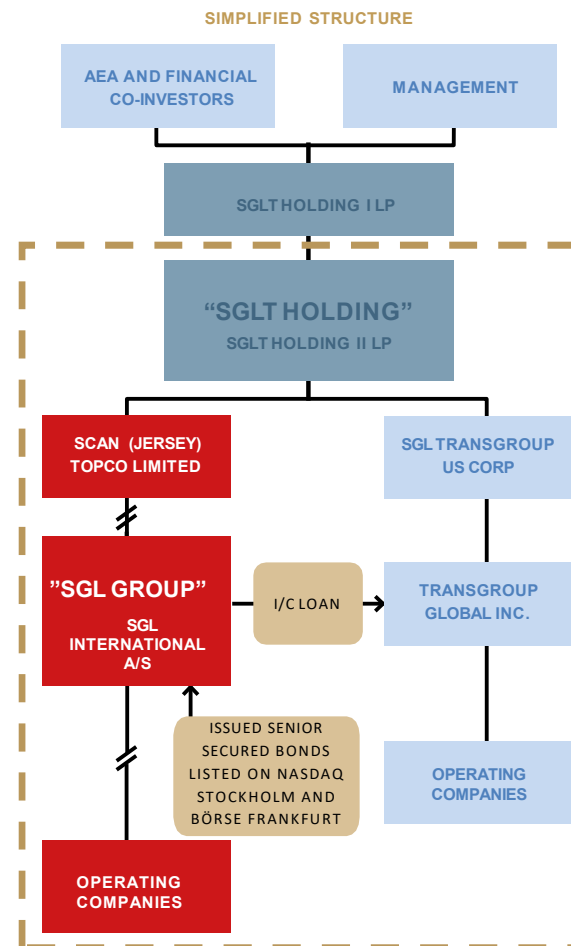 SIMPLIFIED STRUCTURE
AEA AND FINANCIAL
CO-INVESTORS
MANAGEMENT
SGLT HOLDING I LP
”SGLT HOLDING”
SGLT HOLDING II LP
SCAN (JERSEY)
TOPCO LIMITED
SGL TRANSGROUP
US CORP
”SGL GROUP”
SGL
INTERNATIONAL
A/S
I/C LOAN
TRANSGROUP
GLOBAL INC.
ISSUED SENIOR
SECURED BONDS
LISTED ON NASDAQ
STOCKHOLM AND
BÖRSE FRANKFURT
OPERATING
COMPANIES
OPERATING
COMPANIES